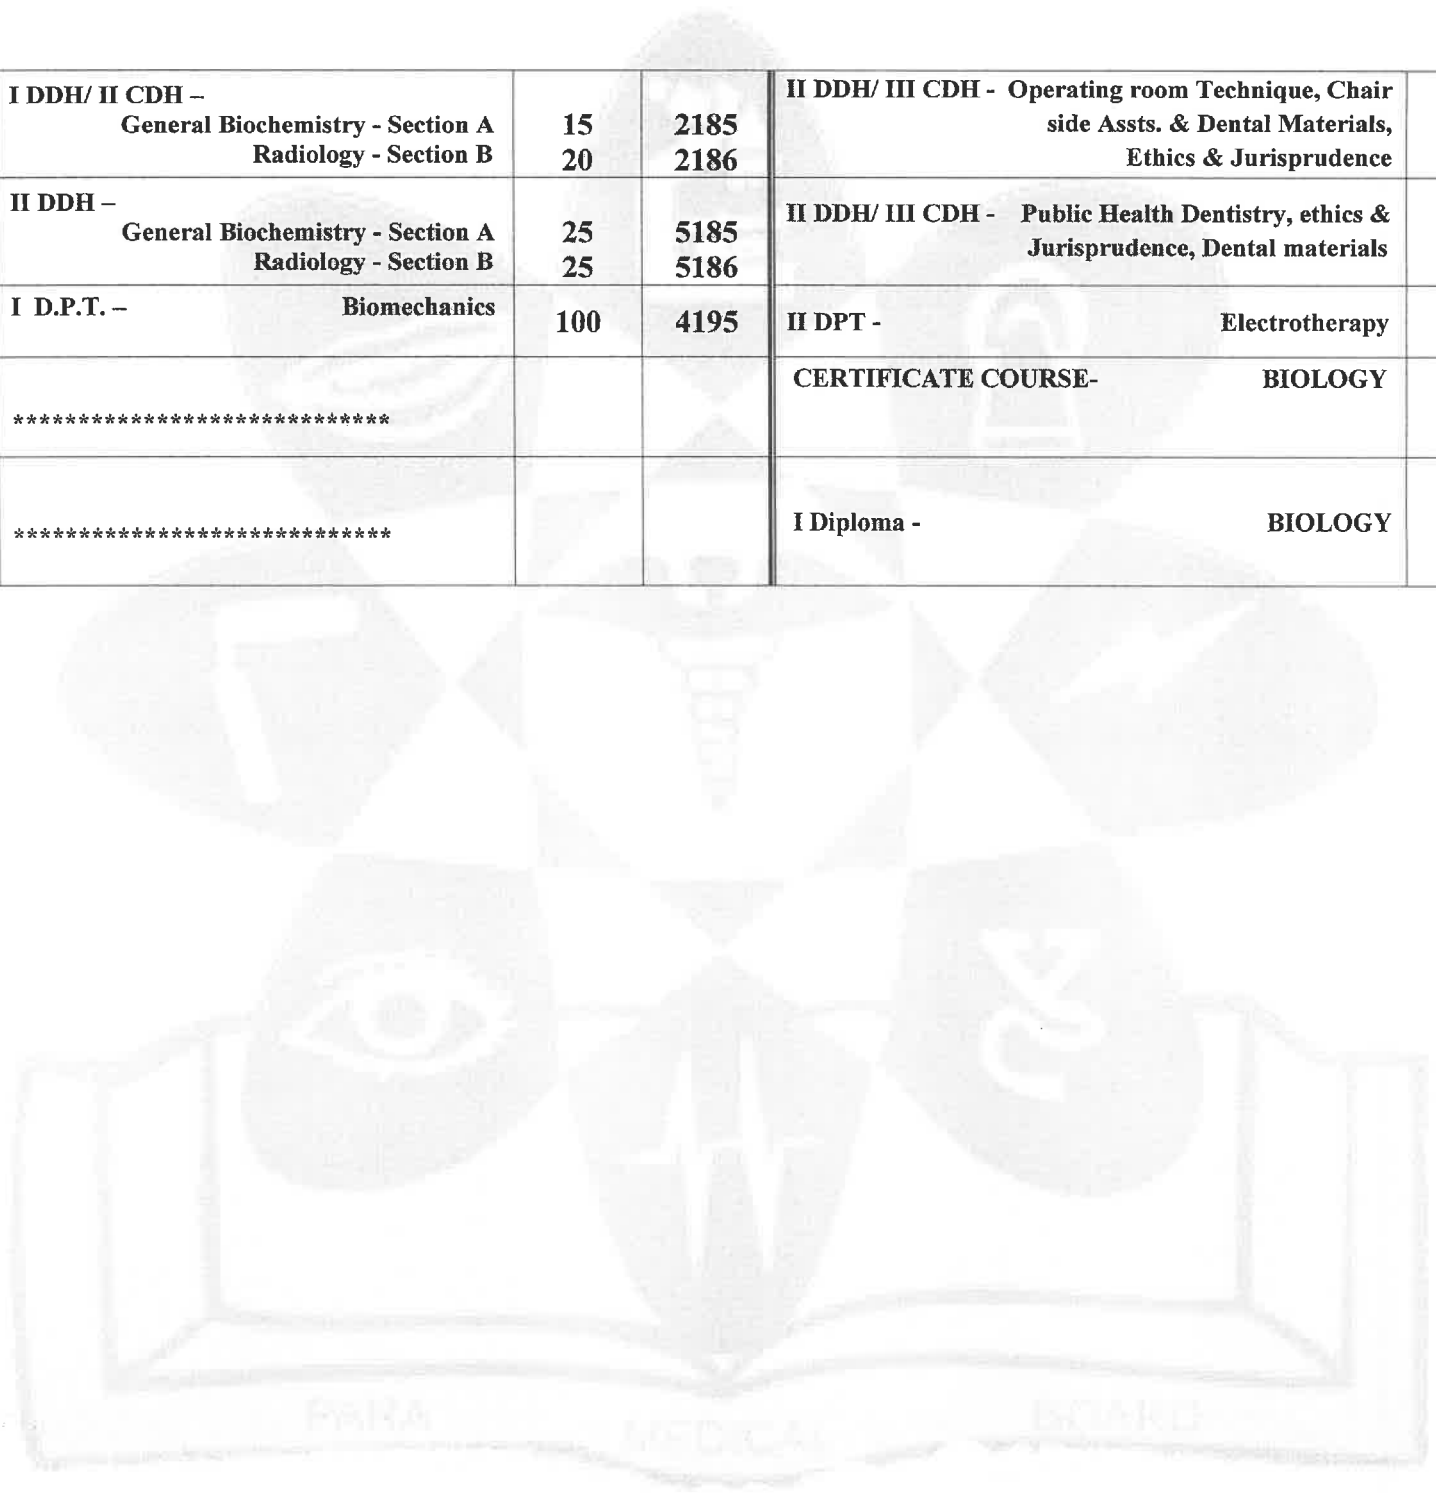 I DDH/ II CDH –
General Biochemistry - Section A 15 2185
Radiology - Section B 20 2186
II DDH/ III CDH - Operating room Technique, Chair
side Assts. & Dental Materials,
Ethics & Jurisprudence
II DDH –
General Biochemistry - Section A 25 5185
Radiology - Section B 25 5186
II DDH/ III CDH - Public Health Dentistry, ethics &
Jurisprudence, Dental materials
I D.P.T. – Biomechanics 100 4195
II DPT - Electrotherapy
*****************************
CERTIFICATE COURSE- BIOLOGY
*****************************
I Diploma - BIOLOGY
PARA MEDICAL BOARD